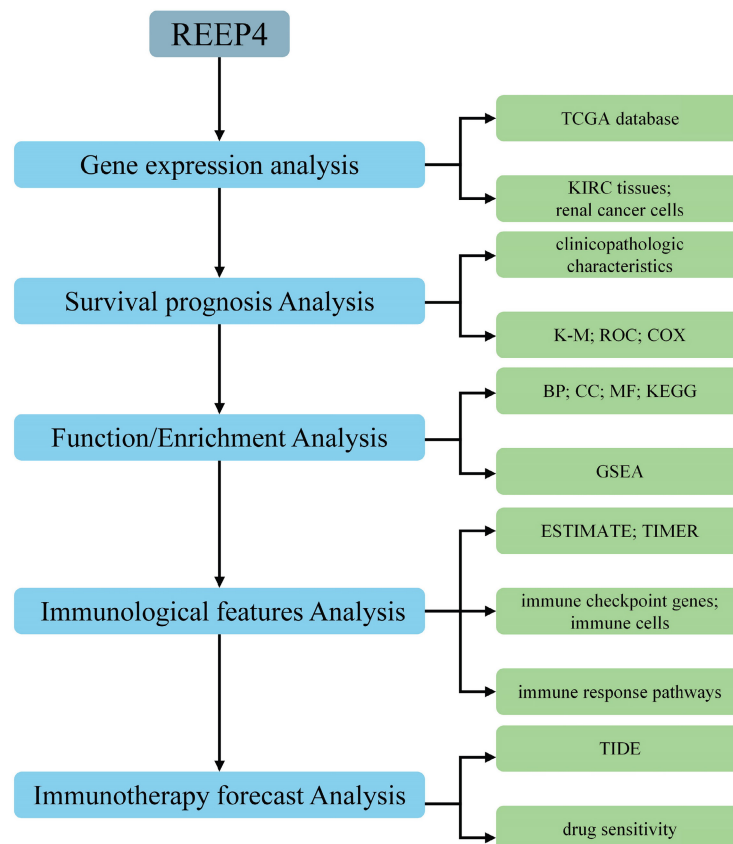 REEP4
Gene expression analysis
TCGA database
KIRC tissues;
renal cancer cells
Survival prognosis Analysis
clinicopathologic
characteristics
K-M; ROC; COX
Function/Enrichment Analysis
BP; CC; MF; KEGG
GSEA
Immunological features Analysis
ESTIMATE; TIMER
immune checkpoint genes;
immune cells
immune response pathways
Immunotherapy forecast Analysis
TIDE
drug sensitivity